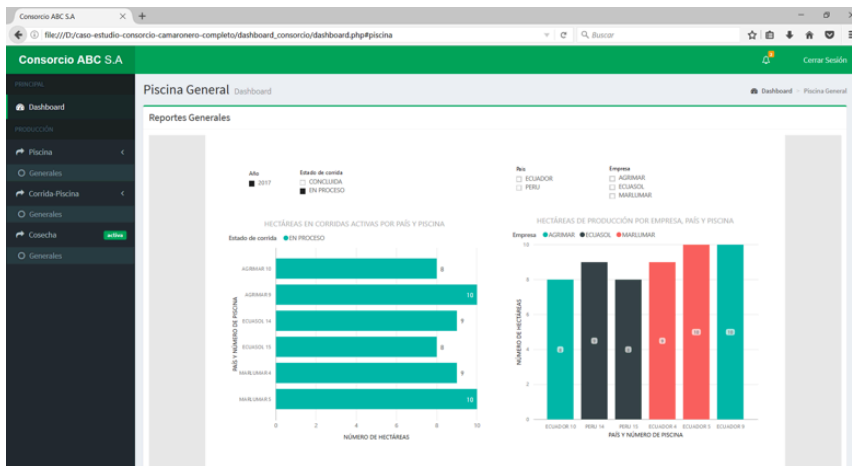 Consorcio ABC S.A
file:///D:/caso-estudio-consorcio-camaronero-completo/dashboard_consorcio/dashboard.php#piscina
Buscar
Consorcio ABC S.A
Cerrar Sesión
PRINCIPAL
Dashboard
PRODUCCIÓN
Piscina
Generales
Corrida-Piscina
Generales
Cosecha activo
Generales
Piscina General Dashboard
Dashboard > Piscina General
Reportes Generales
Año
2017
Estado de corrida
CONCLUIDA
EN PROCESO
País
ECUADOR
PERU
Empresa
AGRIMAR
ECUASOL
MARLUMAR
HECTÁREAS EN CORRIDAS ACTIVAS POR PAÍS Y PISCINA
Estado de corrida EN PROCESO
PAÍS Y NÚMERO DE PISCINA
AGRIMAR 10 8
AGRIMAR 9 10
ECUASOL 14 9
ECUASOL 15 8
MARLUMAR 4 9
MARLUMAR 5 10
0 2 4 6 8 10
NÚMERO DE HECTÁREAS
HECTÁREAS DE PRODUCCIÓN POR EMPRESA, PAÍS Y PISCINA
Empresa AGRIMAR ECUASOL MARLUMAR
NÚMERO DE HECTÁREAS
10
8
6
4
2
0
ECUADOR 10 PERU 14 PERU 15 ECUADOR 4 ECUADOR 5 ECUADOR 9
PAÍS Y NÚMERO DE PISCINA